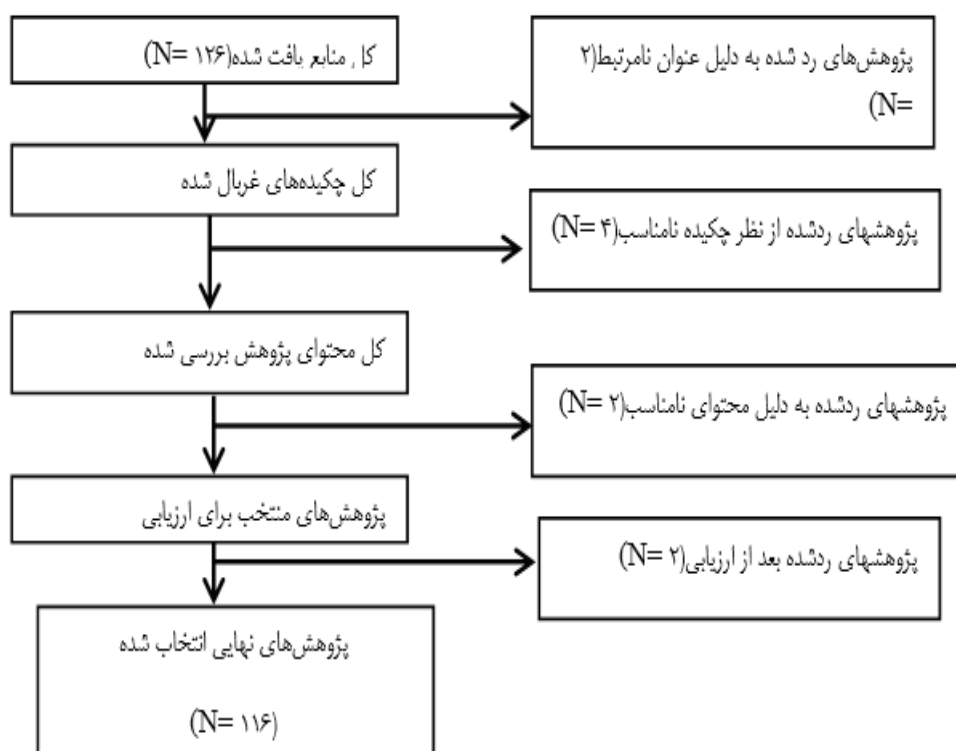 کل منابع یافت شده(N= ۱۲۶)
پژوهش‌های رد شده به دلیل عنوان نامرتبط(۲
N=)
کل چکیده‌های غربال شده
پژوهشهای ردشده از نظر چکیده نامناسب(N= ۴)
کل محتوای پژوهش بررسی شده
پژوهشهای ردشده به دلیل محتوای نامناسب(N= ۲)
پژوهش‌های منتخب برای ارزیابی
پژوهشهای ردشده بعد از ارزیابی(N= ۲)
پژوهش‌های نهایی انتخاب شده
(N= ۱۱۶)